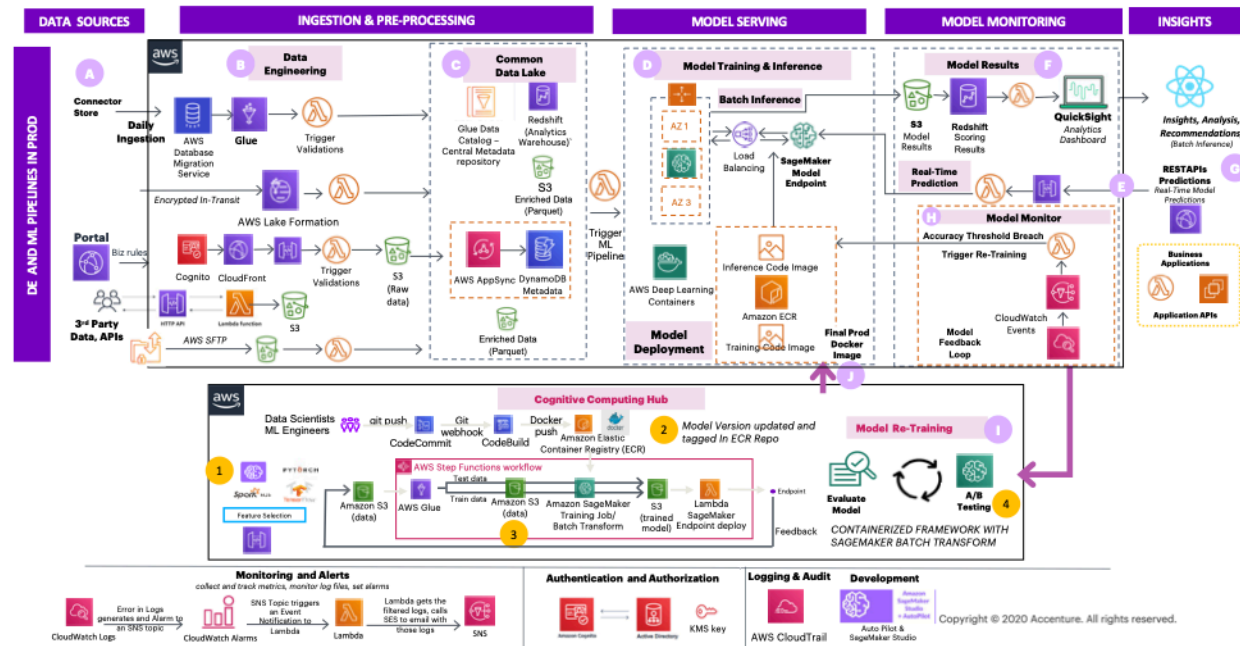 DATA SOURCES
INGESTION & PRE-PROCESSING
MODEL SERVING
MODEL MONITORING
INSIGHTS
DE AND ML PIPELINES IN PROD
aws
A
Connector
Store
Daily
Ingestion
B
Data
Engineering
AWS
Database
Migration
Service
Glue
Trigger
Validations
Encrypted In-Transit
AWS Lake Formation
Portal
Biz rules
Cognito
CloudFront
Trigger
Validations
S3
(Raw
data)
HTTP API
Lambda function
S3
3rd Party
Data, APIs
AWS SFTP
C
Common
Data Lake
Glue Data
Catalog –
Central Metadata
repository
Redshift
(Analytics
Warehouse)`
S3
Enriched Data
(Parquet)
AWS AppSync
DynamoDB
Metadata
Enriched Data
(Parquet)
Trigger
ML
Pipeline
D
Model Training & Inference
Batch Inference
AZ 1
AZ 3
Load
Balancing
SageMaker
Model
Endpoint
AWS Deep Learning
Containers
Model
Deployment
Inference Code Image
Amazon ECR
Training Code Image
Final Prod
Docker
Image
J
Model Results
F
S3
Model
Results
Redshift
Scoring
Results
QuickSight
Analytics
Dashboard
Real-Time
Prediction
E
H
Model Monitor
Accuracy Threshold Breach
Trigger Re-Training
CloudWatch
Events
Model
Feedback
Loop
Insights, Analysis,
Recommendations,
(Batch Inference)
RESTAPIs
Predictions
Real-Time Model
Predictions
G
Business
Applications
Application APIs
aws
Cognitive Computing Hub
Data Scientists
ML Engineers
git push
CodeCommit
Git
webhook
CodeBuild
Docker
push
docker
Amazon Elastic
Container Registry (ECR)
2
Model Version updated and
tagged In ECR Repo
Model Re-Training
I
1
PYTORCH
Spark
TensorFlow
Feature Selection
Amazon S3
(data)
AWS Step Functions workflow
AWS Glue
Test data
Train data
Amazon S3
(data)
3
Amazon SageMaker
Training Job/
Batch Transform
S3
(trained
model)
Lambda
SageMaker
Endpoint deploy
Endpoint
Feedback
Evaluate
Model
A/B
Testing
4
CONTAINERIZED FRAMEWORK WITH
SAGEMAKER BATCH TRANSFORM
Monitoring and Alerts
collect and track metrics, monitor log files, set alarms
CloudWatch Logs
Error in Logs
generates and Alarm to
an SNS topic
CloudWatch Alarms
SNS Topic triggers
an Event
Notification to
Lambda
Lambda
Lambda gets the
filtered logs, calls
SES to email with
those logs
SNS
Authentication and Authorization
Amazon Cognito
Active Directory
KMS key
Logging & Audit
AWS CloudTrail
Development
Amazon
SageMaker
Studio
+ AutoPilot
Auto Pilot &
SageMaker Studio
Copyright © 2020 Accenture. All rights reserved.